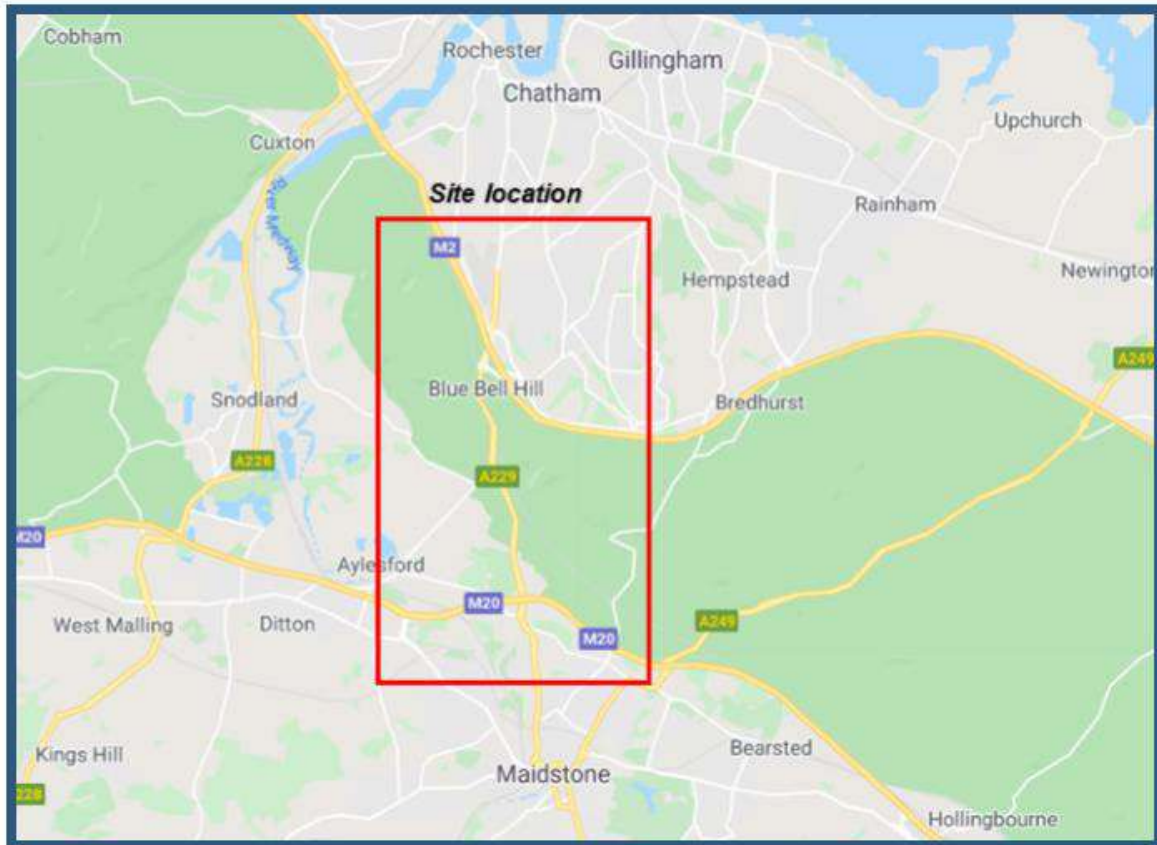 Cobham
Rochester
Gillingham
Chatham
Upchurch
Cuxton
River Medway
Site location
Rainham
M2
Hempstead
Newington
A249
Blue Bell Hill
Snodland
Bredhurst
A228
A229
M20
Aylesford
M20
West Malling
Ditton
A249
M20
Kings Hill
Bearsted
Maidstone
228
Hollingbourne